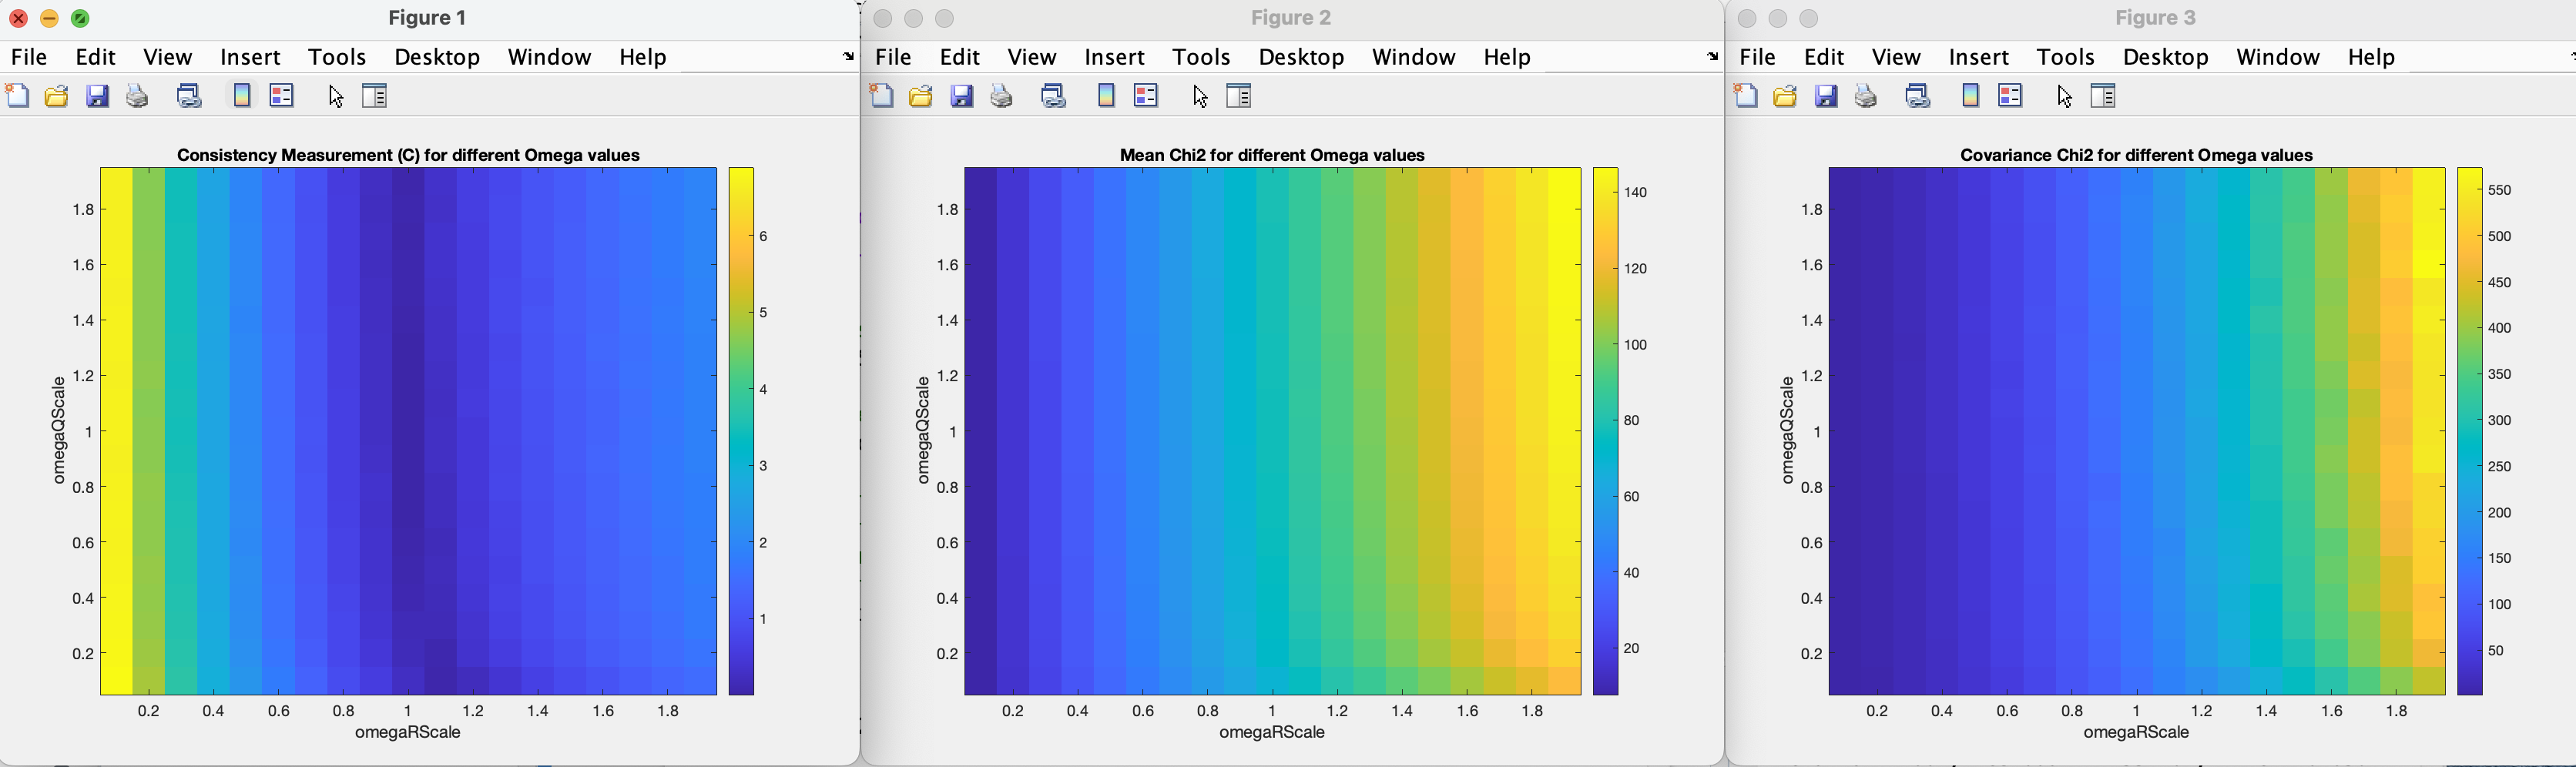 Figure 1
File Edit View Insert Tools Desktop Window Help
Consistency Measurement (C) for different Omega values
omegaQScale
1.8
1.6
1.4
1.2
1
0.8
0.6
0.4
0.2
0.2 0.4 0.6 0.8 1 1.2 1.4 1.6 1.8
omegaRScale
6
5
4
3
2
1
Figure 2
File Edit View Insert Tools Desktop Window Help
Mean Chi2 for different Omega values
omegaQScale
1.8
1.6
1.4
1.2
1
0.8
0.6
0.4
0.2
0.2 0.4 0.6 0.8 1 1.2 1.4 1.6 1.8
omegaRScale
140
120
100
80
60
40
20
Figure 3
File Edit View Insert Tools Desktop Window Help
Covariance Chi2 for different Omega values
omegaQScale
1.8
1.6
1.4
1.2
1
0.8
0.6
0.4
0.2
0.2 0.4 0.6 0.8 1 1.2 1.4 1.6 1.8
omegaRScale
550
500
450
400
350
300
250
200
150
100
50